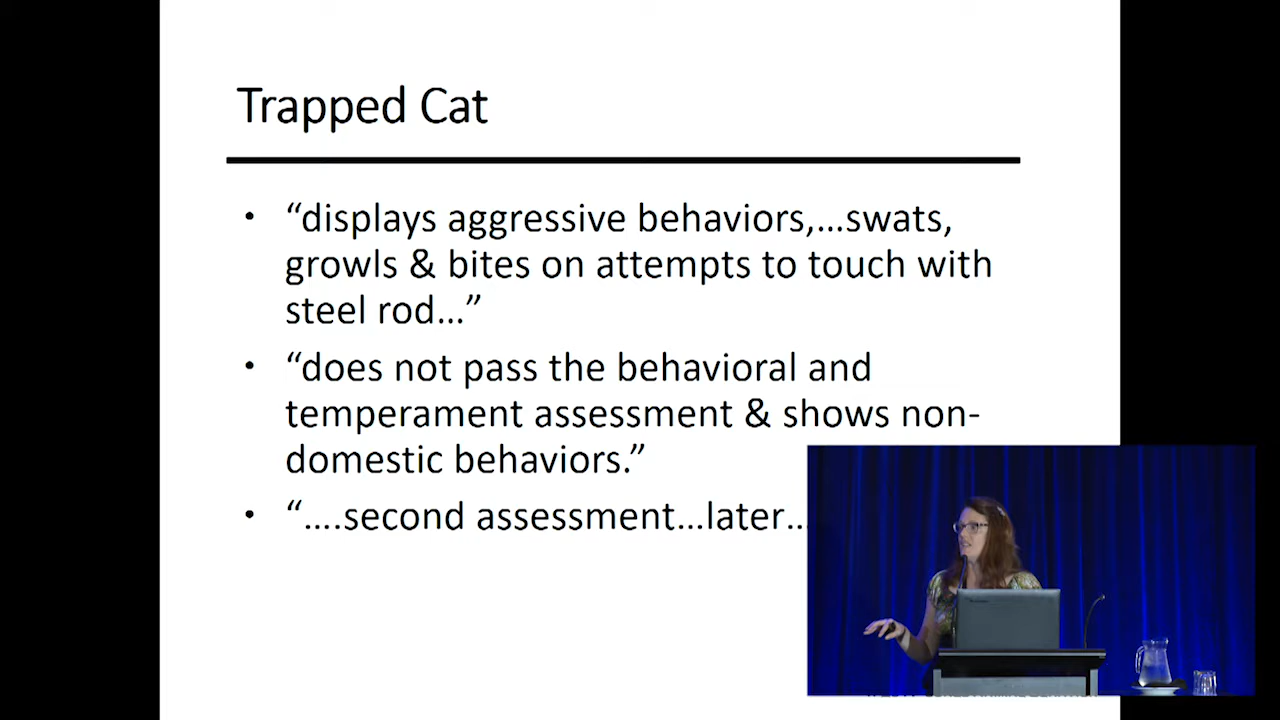 Trapped Cat
• “displays aggressive behaviors,…swats,
growls & bites on attempts to touch with
steel rod…”
• “does not pass the behavioral and
temperament assessment & shows non-
domestic behaviors.”
• “….second assessment…later…